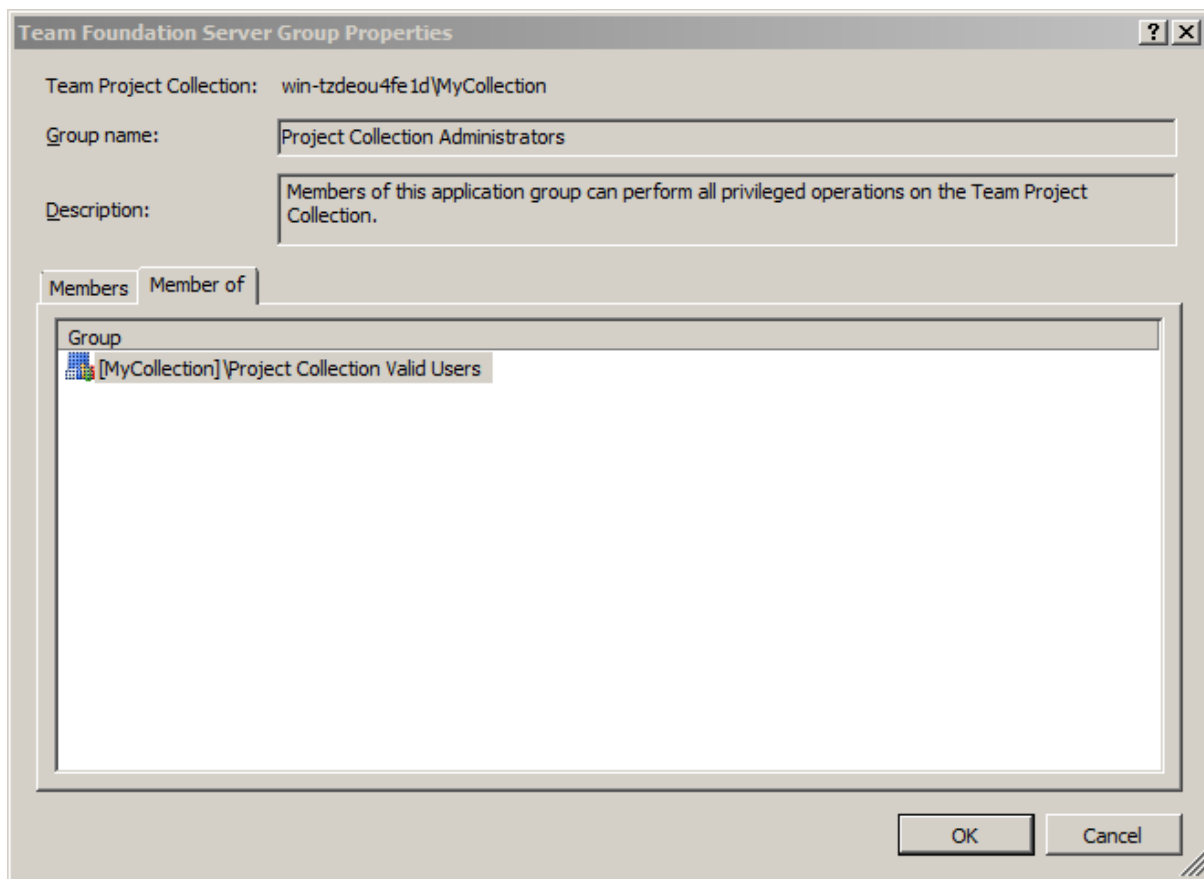 Team Foundation Server Group Properties
Team Project Collection: win-tzdeou4fe1d\MyCollection
Group name: Project Collection Administrators
Description: Members of this application group can perform all privileged operations on the Team Project
Collection.
Members Member of
Group
[MyCollection]\Project Collection Valid Users
OK Cancel